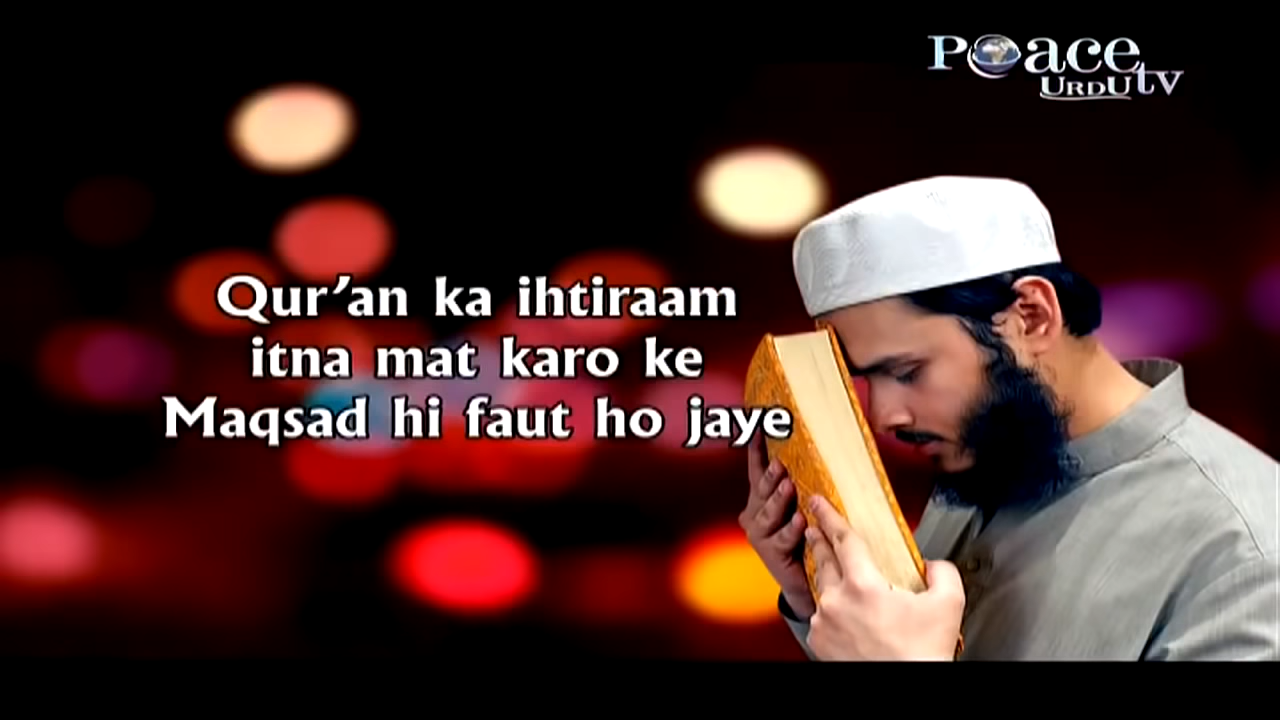 Peace
URDU tv
Qur'an ka ihtiraam
itna mat karo ke
Maqsad hi faut ho jaye